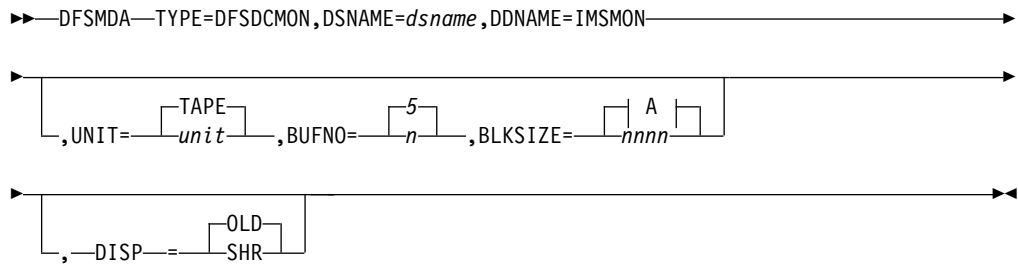 DFSMDA TYPE=DFSDCMON,DSNAME=dsname,DDNAME=IMSMON
TAPE 5 A
,UNIT= unit ,BUFNO= n ,BLKSIZE= nnnn
OLD
, DISP = SHR